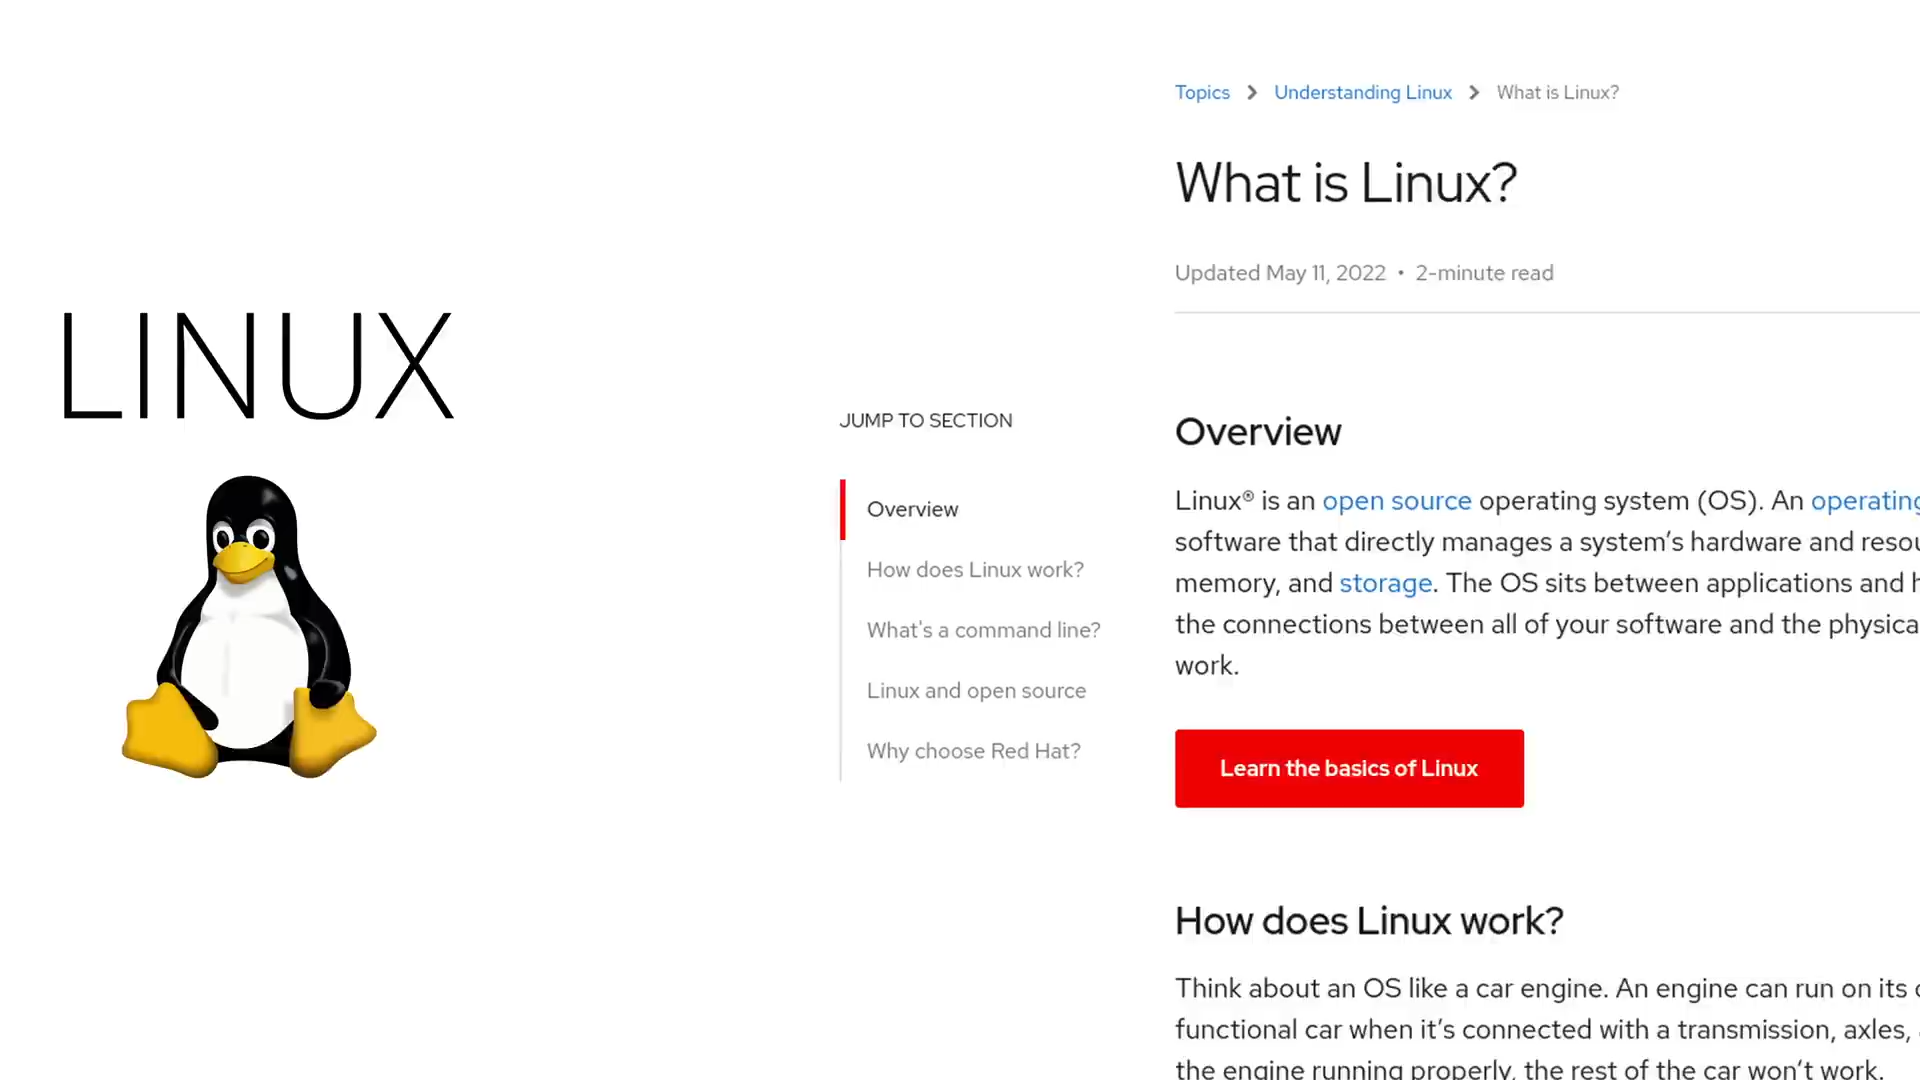 LINUX
Topics > Understanding Linux > What is Linux?
What is Linux?
Updated May 11, 2022 • 2-minute read
JUMP TO SECTION
Overview
How does Linux work?
What's a command line?
Linux and open source
Why choose Red Hat?
Overview
Linux® is an open source operating system (OS). An operating
software that directly manages a system’s hardware and
memory, and storage. The OS sits between applications and
the connections between all of your software and the
work.
Learn the basics of Linux
How does Linux work?
Think about an OS like a car engine. An engine can run on its
functional car when it’s connected with a transmission, axles,
the engine running properly, the rest of the car won’t work.